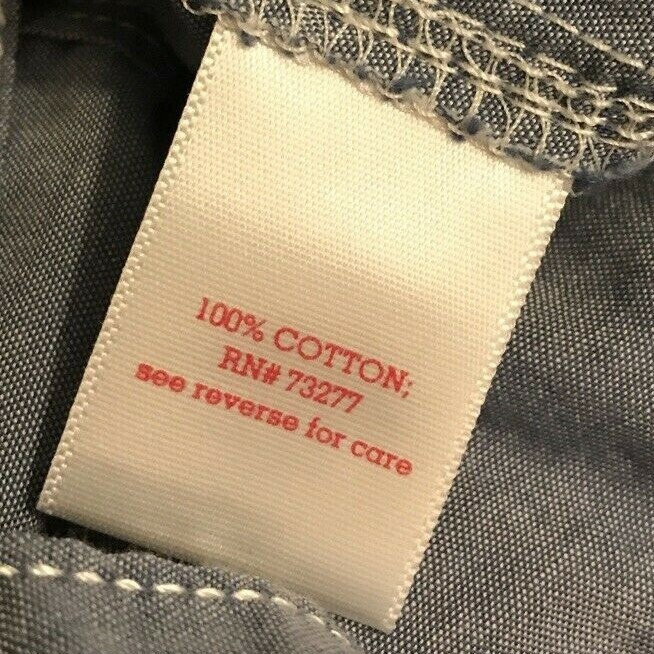 100% COTTON;
RN# 73277
see reverse for care